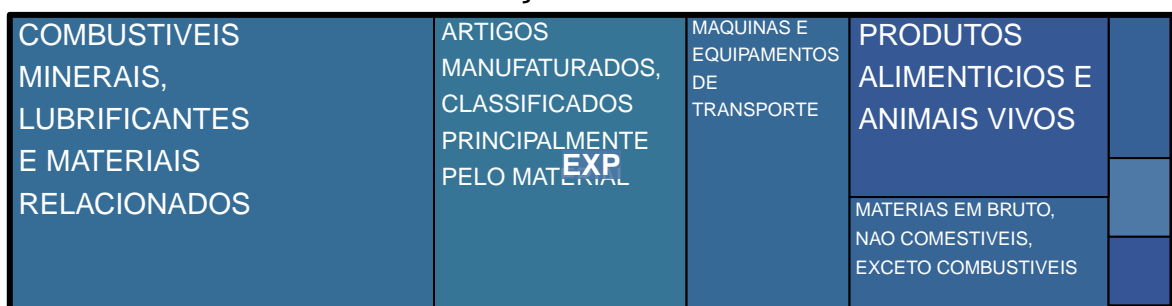 COMBUSTIVEIS
MINERAIS,
LUBRIFICANTES
E MATERIAIS
RELACIONADOS
ARTIGOS
MANUFATURADOS,
CLASSIFICADOS
PRINCIPALMENTE
PELO MATERIAL
EXP
MAQUINAS E
EQUIPAMENTOS
DE
TRANSPORTE
PRODUTOS
ALIMENTICIOS E
ANIMAIS VIVOS
MATERIAS EM BRUTO,
NAO COMESTIVEIS,
EXCETO COMBUSTIVEIS